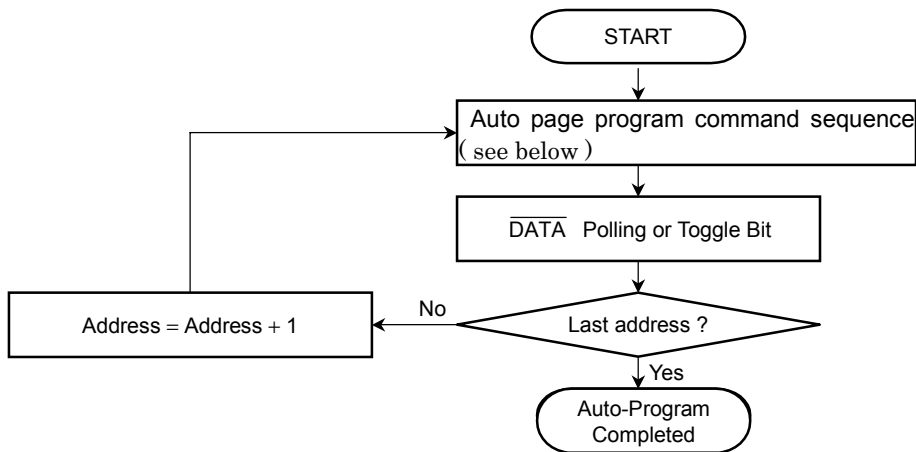 START
Auto page program command sequence
( see below )
D̅A̅T̅A̅ Polling or Toggle Bit
No
Address = Address + 1
Last address ?
Yes
Auto-Program
Completed